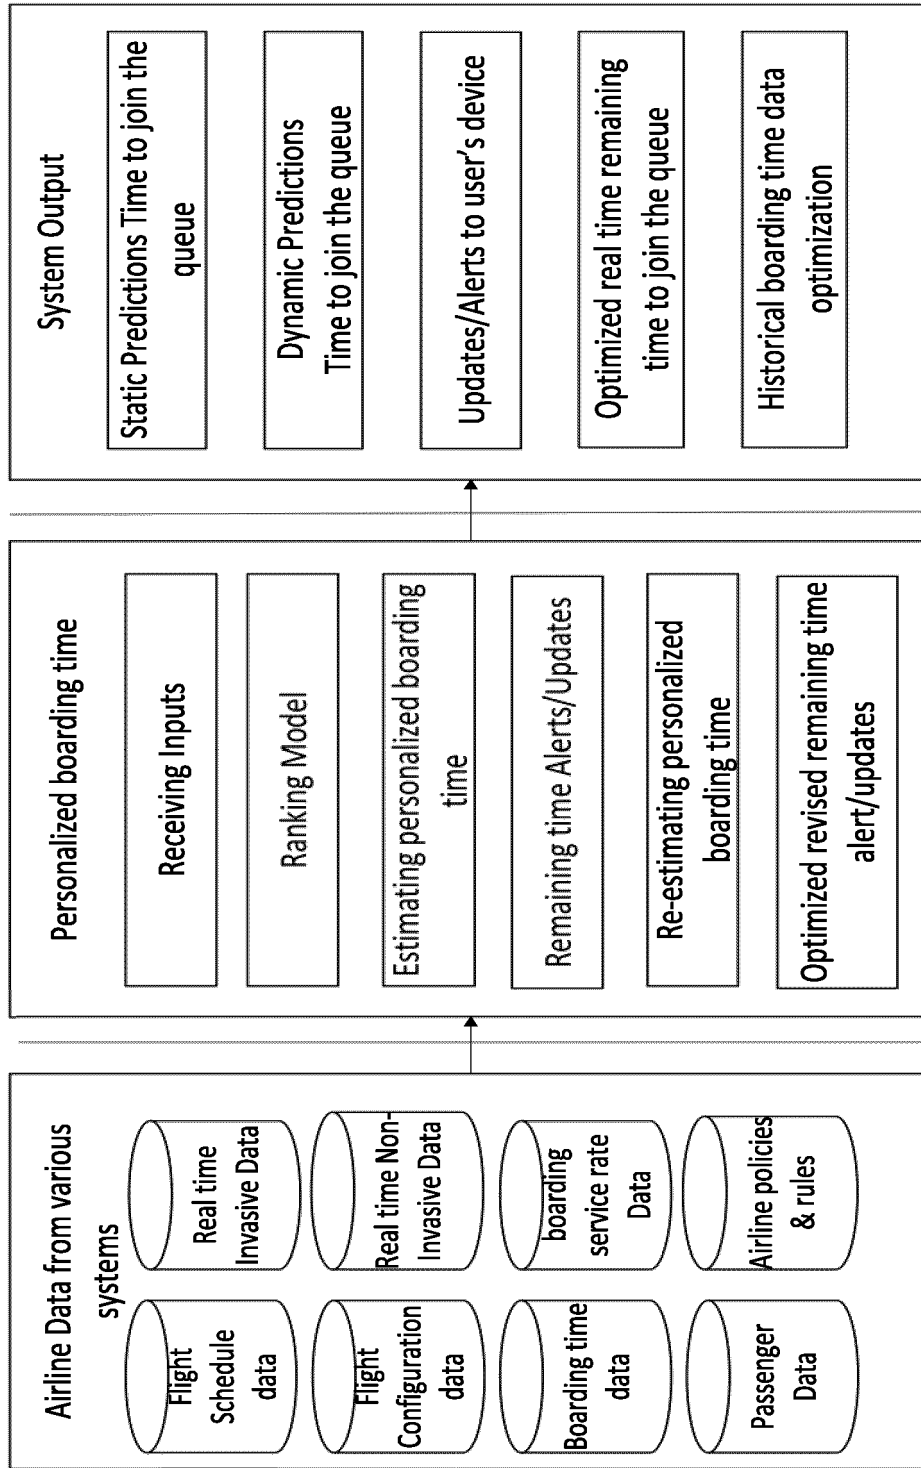 Airline Data from various
systems
Flight
Schedule
data
Real time
Invasive Data
Flight
Configuration
data
Real time Non-
Invasive Data
Boarding time
data
boarding
service rate
Data
Passenger
Data
Airline policies
& rules
Personalized boarding time
Receiving Inputs
Ranking Model
Estimating personalized boarding
time
Remaining time Alerts/Updates
Re-estimating personalized
boarding time
Optimized revised remaining time
alert/updates
System Output
Static Predictions Time to join the
queue
Dynamic Predictions
Time to join the queue
Updates/Alerts to user's device
Optimized real time remaining
time to join the queue
Historical boarding time data
optimization